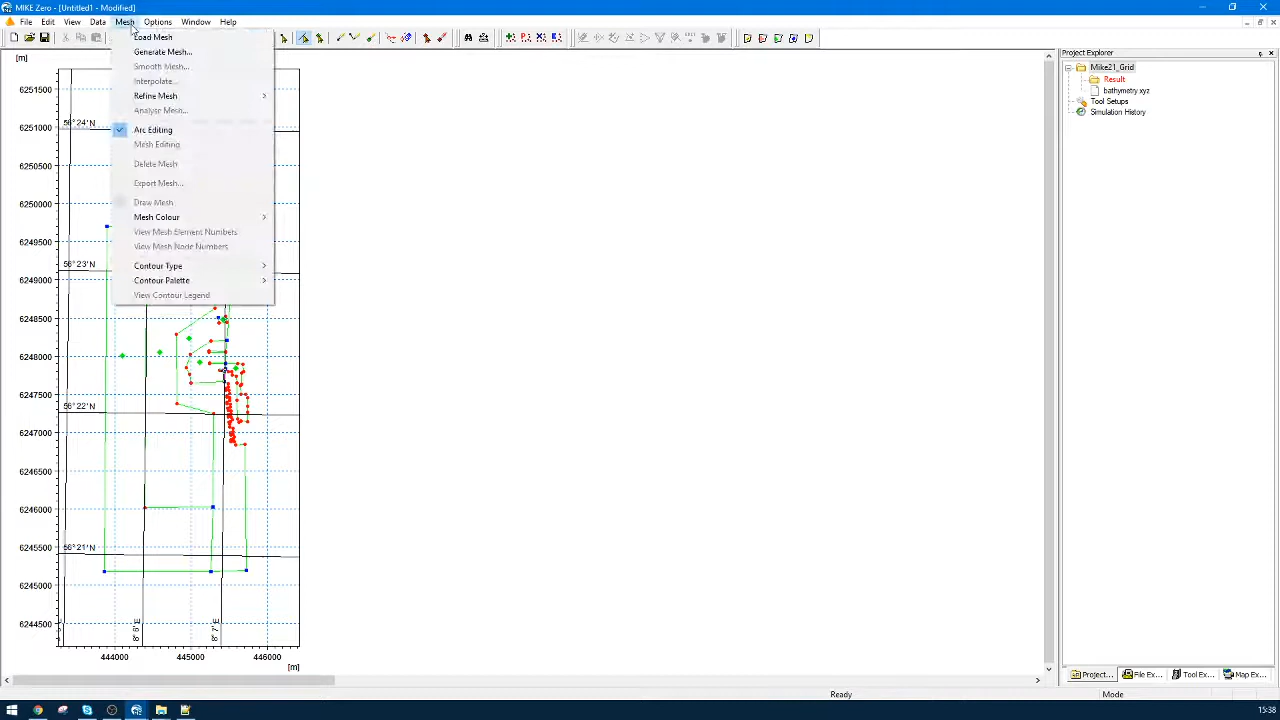 MIKE Zero - [Untitled1 - Modified]
File Edit View Data Mesh Options Window Help
Load Mesh
Generate Mesh...
Smooth Mesh...
Interpolate...
Refine Mesh
Analyse Mesh...
Arc Editing
Mesh Editing
Delete Mesh
Export Mesh...
Draw Mesh
Mesh Colour
View Mesh Element Numbers
View Mesh Node Numbers
Contour Type
Contour Palette
View Contour Legend
[m]
6251500
6251000
6250500
6250000
6249500
6249000
6248500
6248000
6247500
6247000
6246500
6246000
6245500
6245000
6244500
56°24'N
56°23'N
56°22'N
56°21'N
8°6'E
8°7'E
444000 445000 446000
[m]
Project Explorer
Mike21_Grid
Result
bathymetry xyz
Tool Setups
Simulation History
Project... File Ex... Tool Ex... Map Ex...
Ready
Mode
15:38